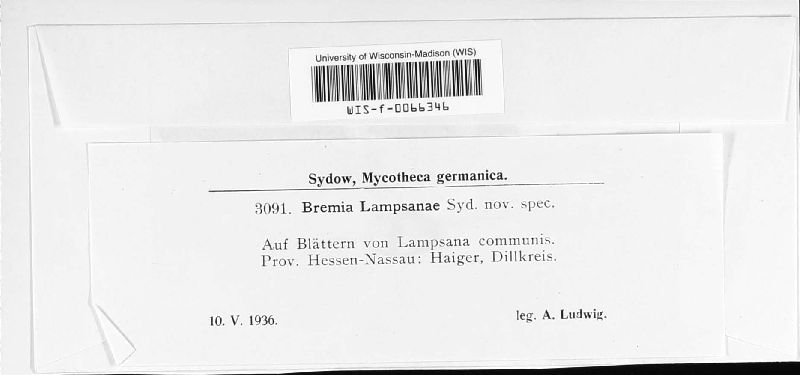 University of Wisconsin-Madison (WIS)
WIS-f-0066346
Sydow, Mycotheca germanica.
3091. Bremia Lampsanae Syd. nov. spec.
Auf Blättern von Lampsana communis.
Prov. Hessen-Nassau: Haiger, Dillkreis.
10. V. 1936.
leg. A. Ludwig.